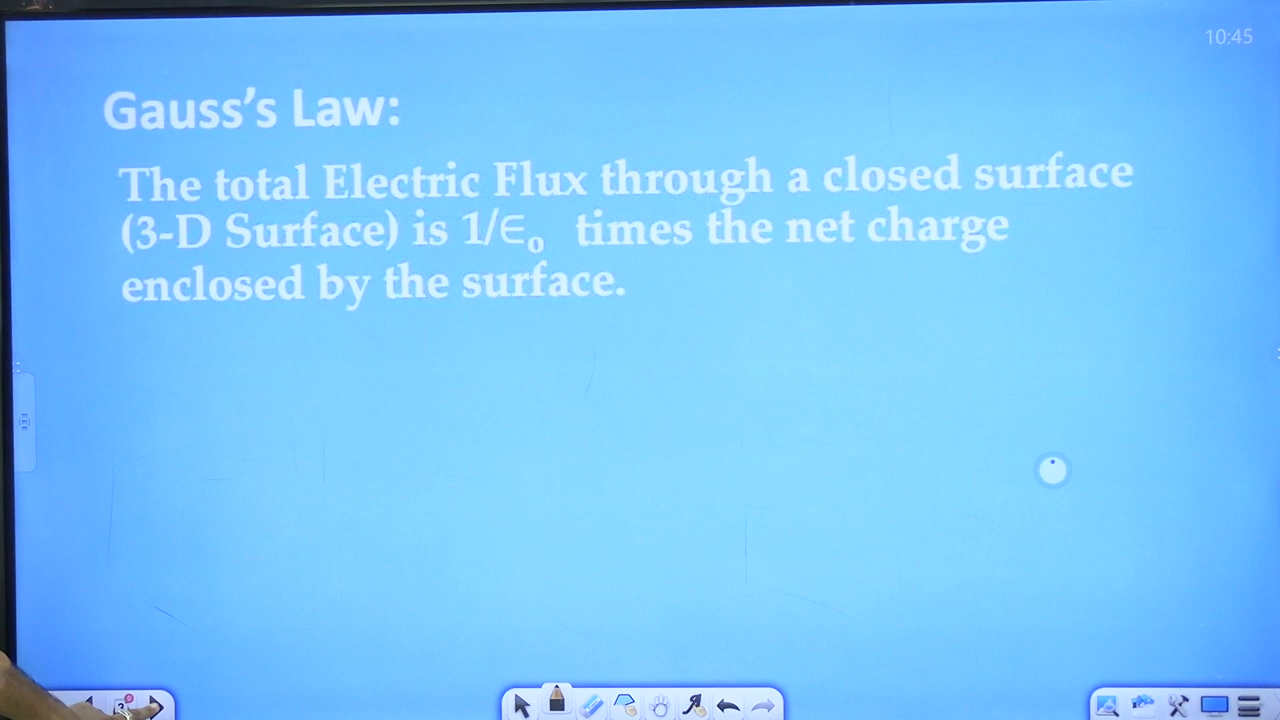 10:45
Gauss’s Law:
The total Electric Flux through a closed surface
(3-D Surface) is 1/∈₀ times the net charge
enclosed by the surface.